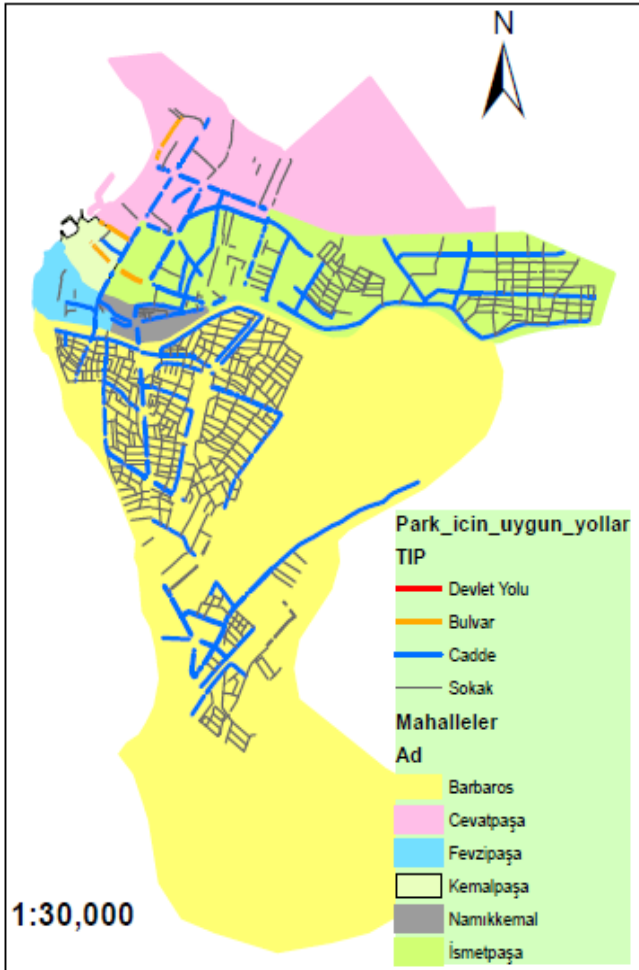 N
Park_icin_uygun_yollar
TIP
Devlet Yolu
Bulvar
Cadde
Sokak
Mahalleler
Ad
Barbaros
Cevatpaşa
Fevzipaşa
Kemalpaşa
Namıkkemal
İsmetpaşa
1:30,000